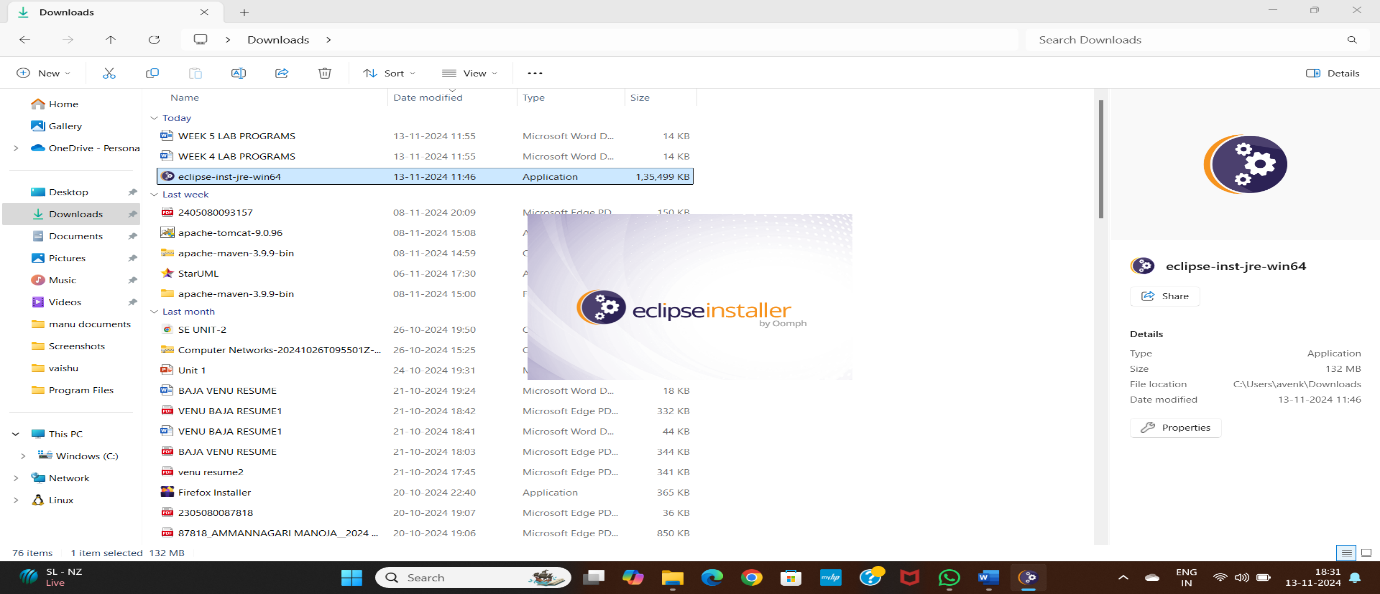 Downloads
Downloads
Search Downloads
New
Sort
View
Details
Name Date modified Type Size
Home
Gallery
OneDrive - Persona
Desktop
Downloads
Documents
Pictures
Music
Videos
manu documents
Screenshots
vaishu
Program Files
This PC
Windows (C:)
Network
Linux
Today
WEEK 5 LAB PROGRAMS 13-11-2024 11:55 Microsoft Word D... 14 KB
WEEK 4 LAB PROGRAMS 13-11-2024 11:55 Microsoft Word D... 14 KB
eclipse-inst-jre-win64 13-11-2024 11:46 Application 1,35,499 KB
Last week
2405080093157 08-11-2024 20:09 Microsoft Edge PD... 150 KB
apache-tomcat-9.0.96 08-11-2024 15:08
apache-maven-3.9.9-bin 08-11-2024 14:59
StarUML 06-11-2024 17:30
apache-maven-3.9.9-bin 08-11-2024 15:00
Last month
SE UNIT-2 26-10-2024 19:50
Computer Networks-20241026T095501Z-... 26-10-2024 15:25
Unit 1 24-10-2024 19:31
BAJA VENU RESUME 21-10-2024 19:24 Microsoft Word D... 18 KB
VENU BAJA RESUME1 21-10-2024 18:42 Microsoft Edge PD... 332 KB
VENU BAJA RESUME1 21-10-2024 18:41 Microsoft Word D... 44 KB
BAJA VENU RESUME 21-10-2024 18:03 Microsoft Edge PD... 344 KB
venu resume2 21-10-2024 17:45 Microsoft Edge PD... 341 KB
Firefox Installer 20-10-2024 22:40 Application 365 KB
2305080087818 20-10-2024 19:07 Microsoft Edge PD... 36 KB
87818_AMMANNAGARI MANOJA__2024 ... 20-10-2024 19:06 Microsoft Edge PD... 850 KB
eclipseinstaller
by Oomph
eclipse-inst-jre-win64
Share
Details
Type Application
Size 132 MB
File location C:\Users\avenk\Downloads
Date modified 13-11-2024 11:46
Properties
76 items 1 item selected 132 MB
SL - NZ
Live
Search
ENG
IN
18:31
13-11-2024